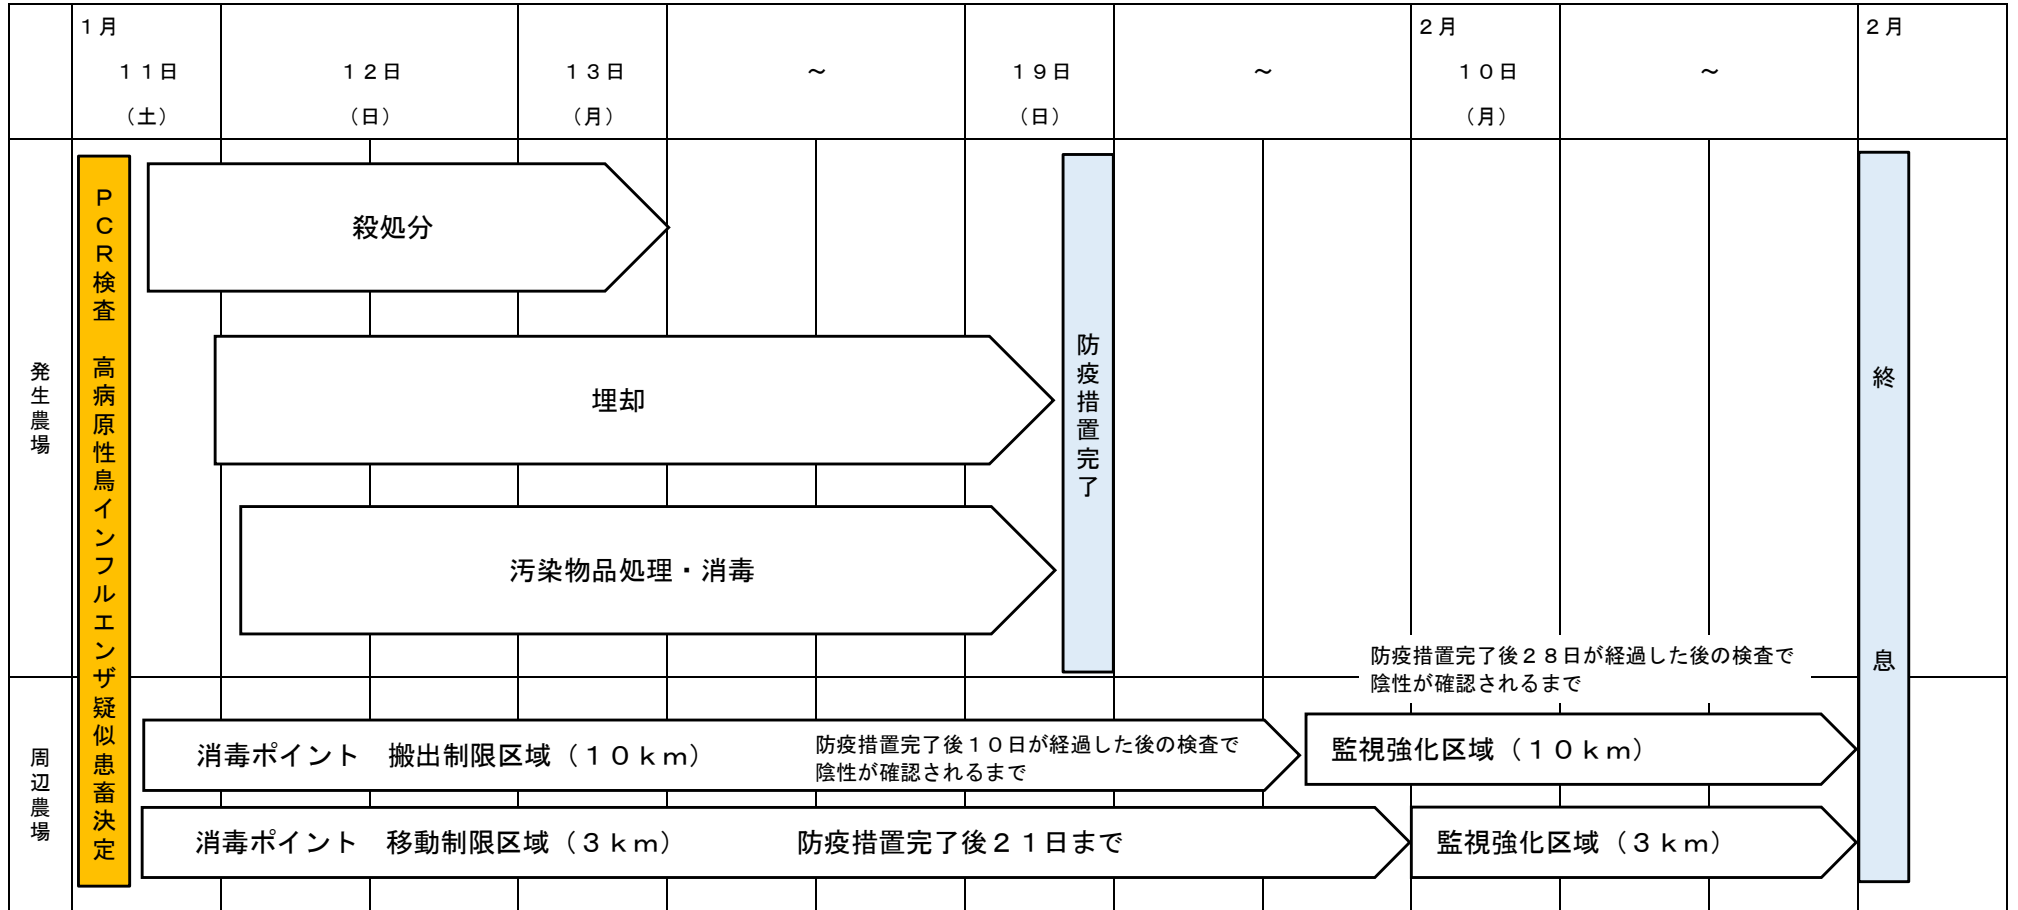 １月
２月
２月
１１日
１２日
１３日
～
１９日
～
１０日
～
（土）
（日）
（月）
（日）
（月）
発生農場
ＰＣＲ検査　高病原性鳥インフルエンザ疑似患畜決定
殺処分
埋却
汚染物品処理・消毒
防疫措置完了
終息
周辺農場
防疫措置完了後２８日が経過した後の検査で
陰性が確認されるまで
消毒ポイント　搬出制限区域（１０ｋｍ）
防疫措置完了後１０日が経過した後の検査で
陰性が確認されるまで
監視強化区域（１０ｋｍ）
消毒ポイント　移動制限区域（３ｋｍ）
防疫措置完了後２１日まで
監視強化区域（３ｋｍ）